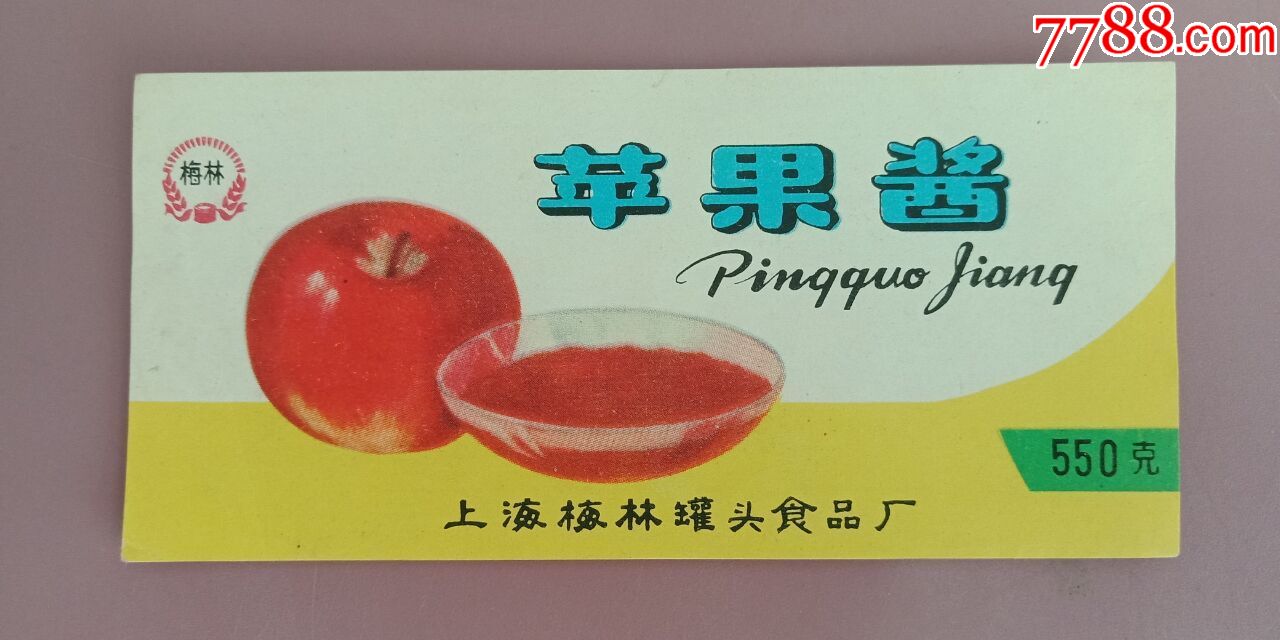 7788.com
梅林
苹果酱
Pingguo Jiang
550克
上海梅林罐头食品厂